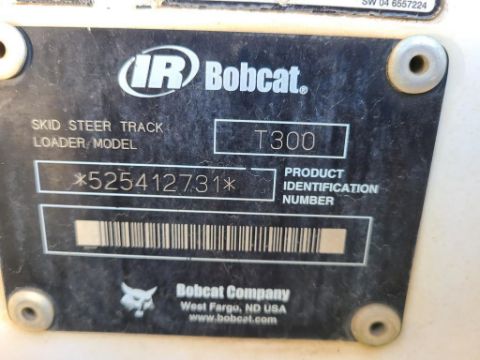 SW 04 6557224
IR Bobcat®
SKID STEER TRACK
LOADER MODEL
T300
*525412731*
PRODUCT
IDENTIFICATION
NUMBER
Bobcat Company
West Fargo, ND USA
www.bobcat.com